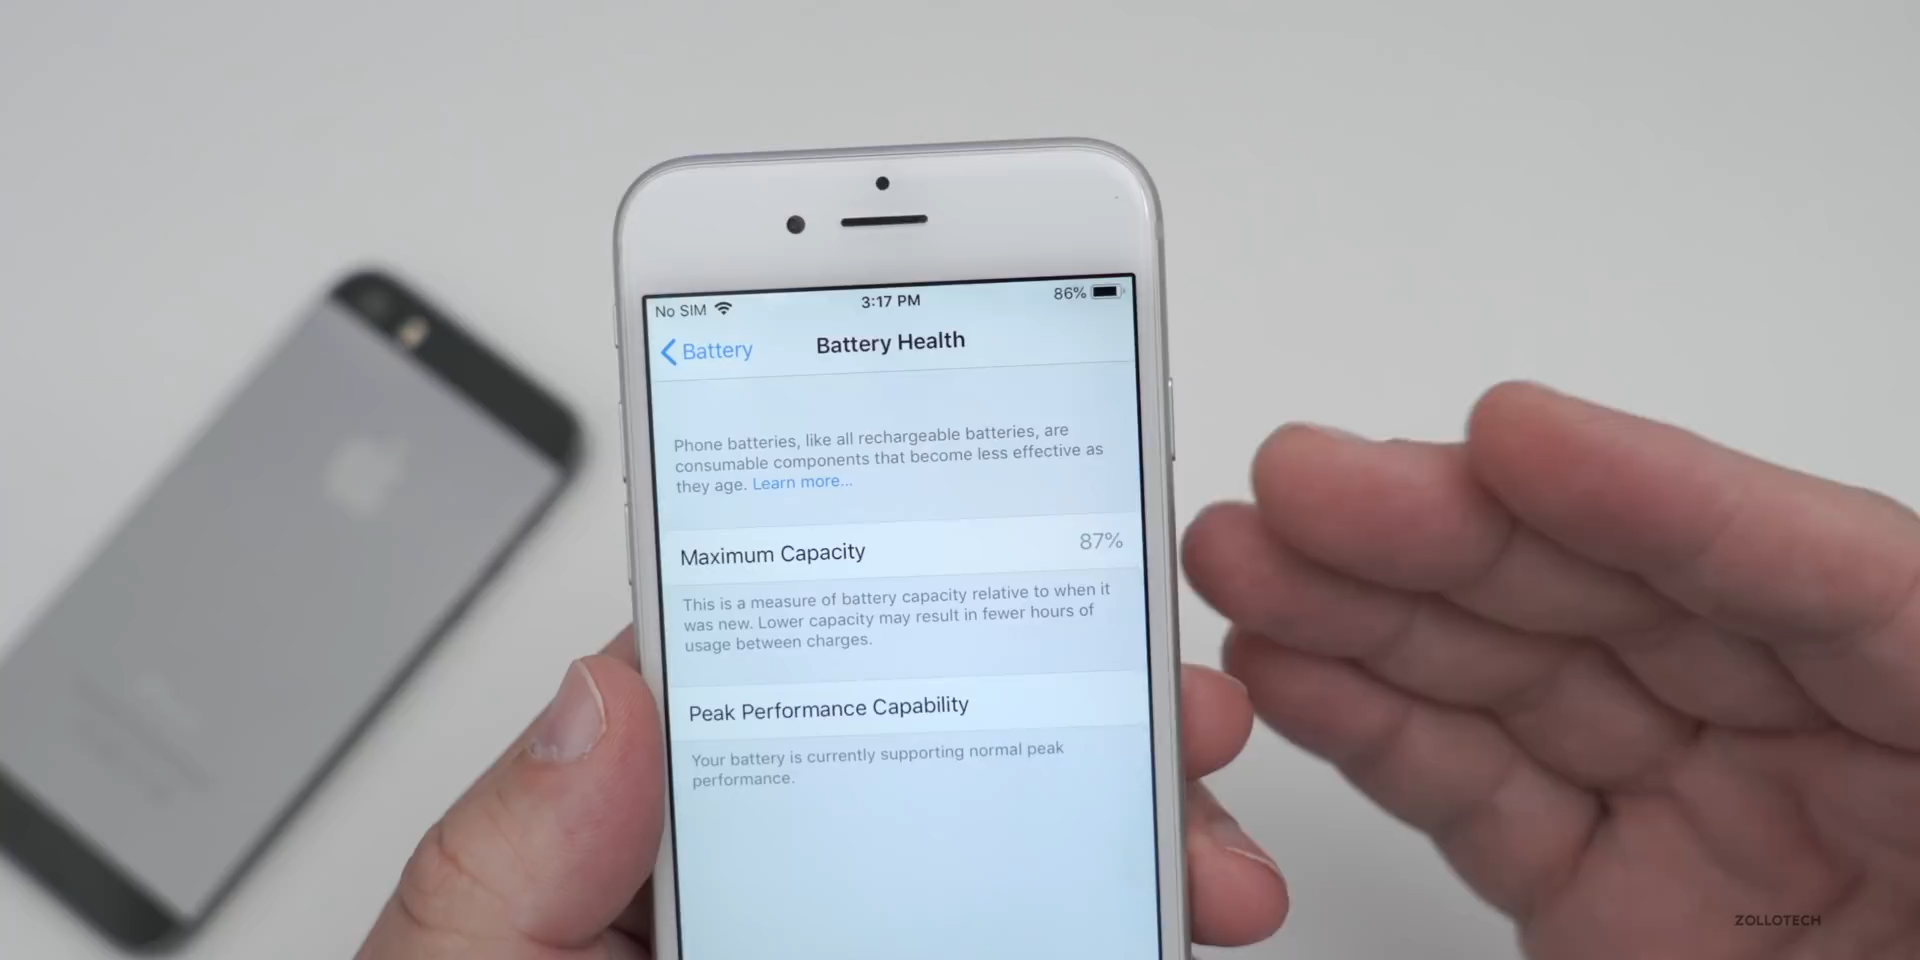 No SIM 3:17 PM 86%
Battery Battery Health
Phone batteries, like all rechargeable batteries, are
consumable components that become less effective as
they age. Learn more...
Maximum Capacity 87%
This is a measure of battery capacity relative to when it
was new. Lower capacity may result in fewer hours of
usage between charges.
Peak Performance Capability
Your battery is currently supporting normal peak
performance.
ZOLLOTECH